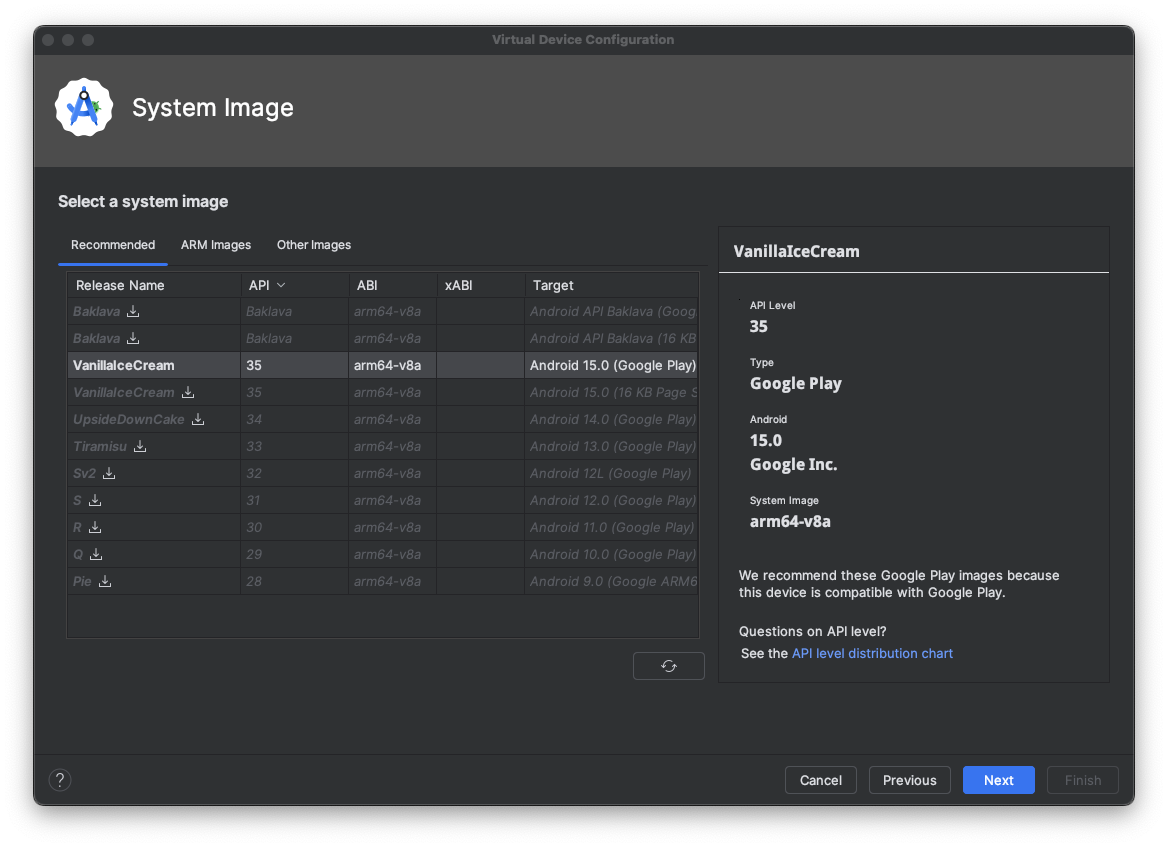 Virtual Device Configuration
System Image
Select a system image
Recommended ARM Images Other Images
Release Name API ABI xABI Target
Baklava Baklava arm64-v8a Android API Baklava (Goog
Baklava Baklava arm64-v8a Android API Baklava (16 KB
VanillaIceCream 35 arm64-v8a Android 15.0 (Google Play)
VanillaIceCream 35 arm64-v8a Android 15.0 (16 KB Page S
UpsideDownCake 34 arm64-v8a Android 14.0 (Google Play)
Tiramisu 33 arm64-v8a Android 13.0 (Google Play)
Sv2 32 arm64-v8a Android 12L (Google Play)
S 31 arm64-v8a Android 12.0 (Google Play)
R 30 arm64-v8a Android 11.0 (Google Play)
Q 29 arm64-v8a Android 10.0 (Google Play)
Pie 28 arm64-v8a Android 9.0 (Google ARM6
VanillaIceCream
API Level
35
Type
Google Play
Android
15.0
Google Inc.
System Image
arm64-v8a
We recommend these Google Play images because
this device is compatible with Google Play.
Questions on API level?
See the API level distribution chart
? Cancel Previous Next Finish